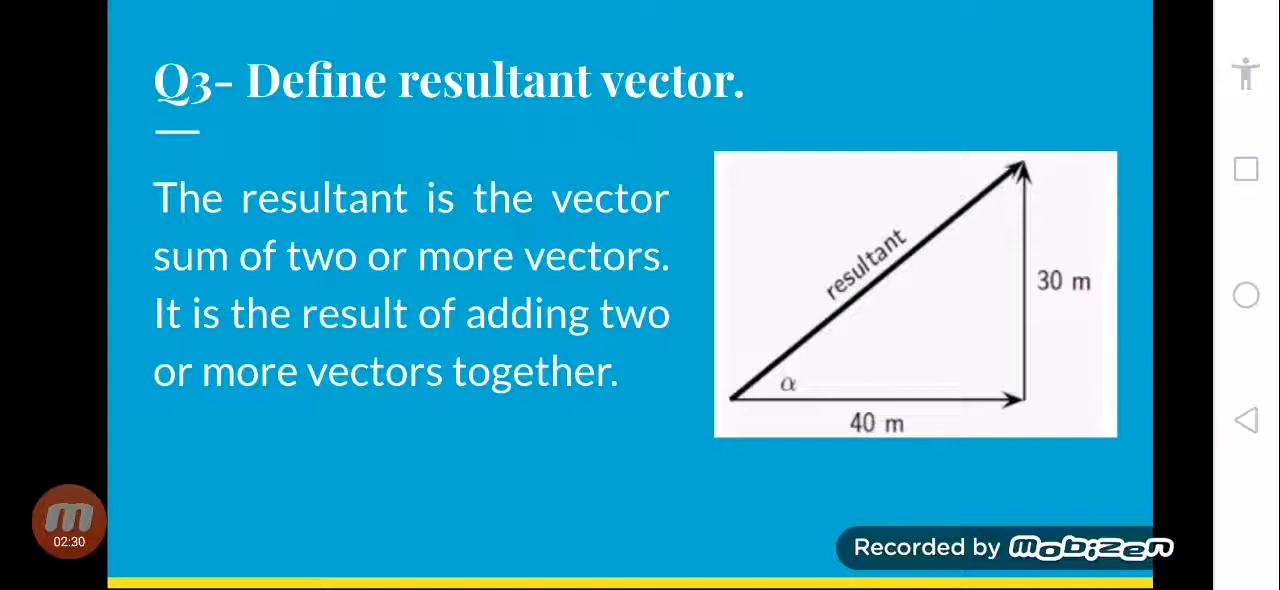 Q3- Define resultant vector.
The resultant is the vector
sum of two or more vectors.
It is the result of adding two
or more vectors together.
resultant
30 m
α
40 m
02:30
Recorded by mobizen